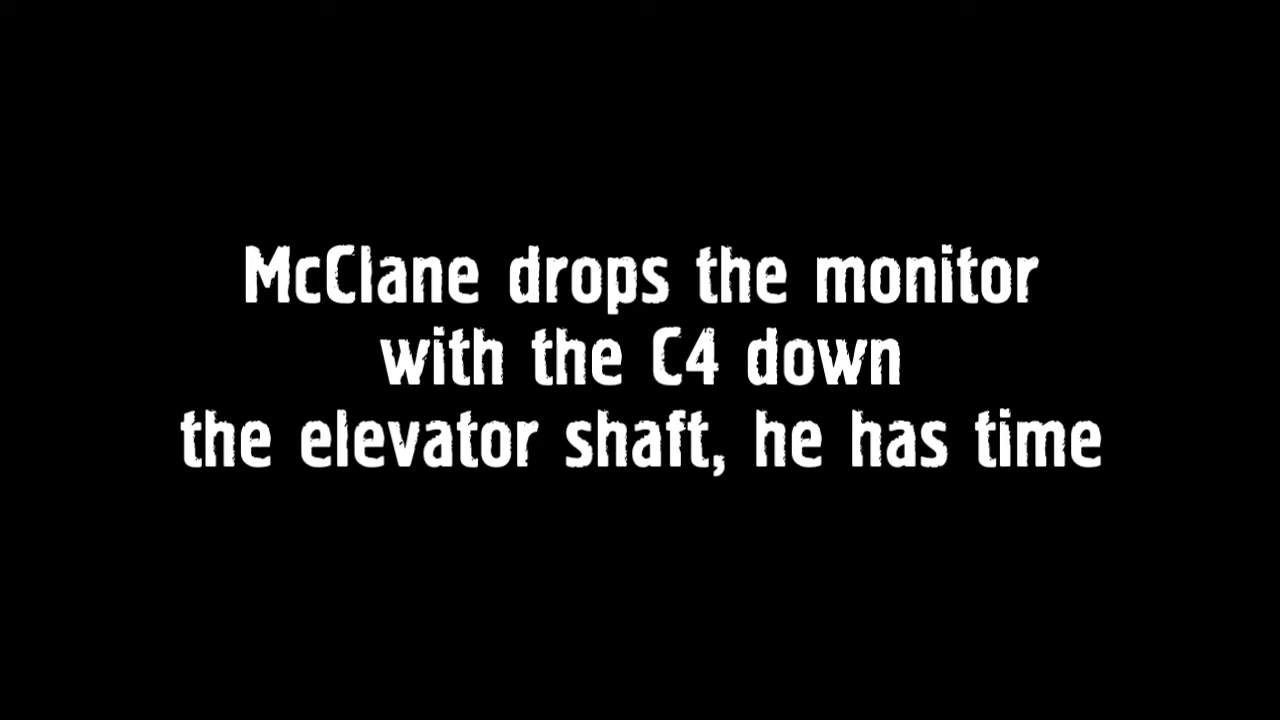 McClane drops the monitor
with the C4 down
the elevator shaft, he has time